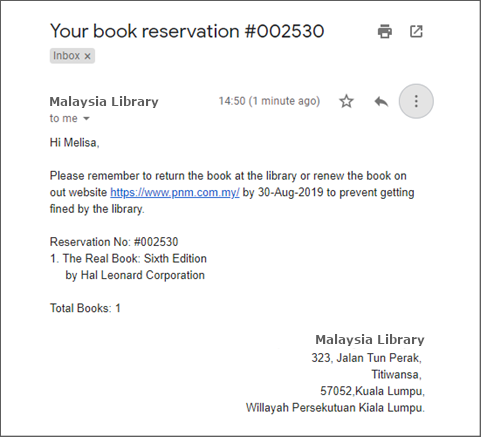 Your book reservation #002530
Inbox ×
Malaysia Library
14:50 (1 minute ago)
to me
Hi Melisa,
Please remember to return the book at the library or renew the book on
out website https://www.pnm.com.my/ by 30-Aug-2019 to prevent getting
fined by the library.
Reservation No: #002530
1. The Real Book: Sixth Edition
by Hal Leonard Corporation
Total Books: 1
Malaysia Library
323, Jalan Tun Perak,
Titiwansa,
57052,Kuala Lumpu,
Willayah Persekutuan Kiala Lumpu.